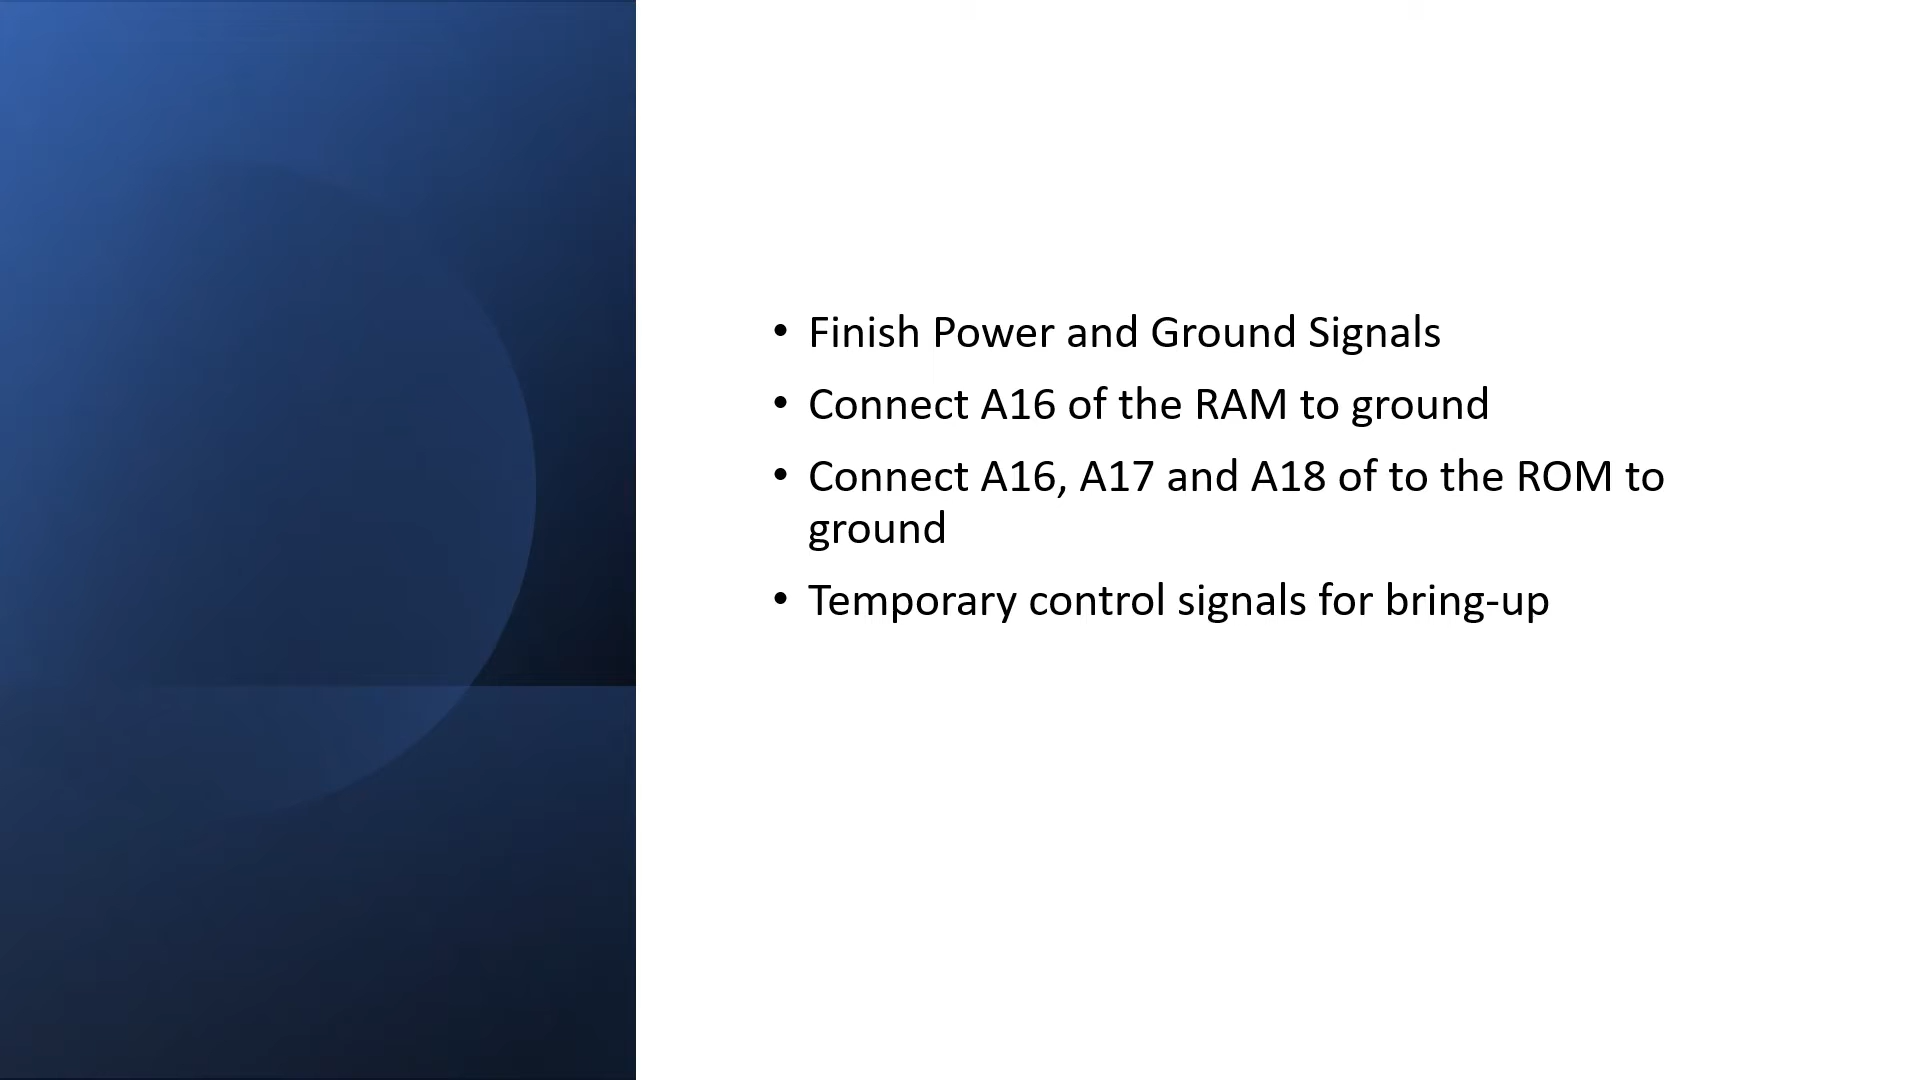 • Finish Power and Ground Signals
• Connect A16 of the RAM to ground
• Connect A16, A17 and A18 of to the ROM to
ground
• Temporary control signals for bring-up